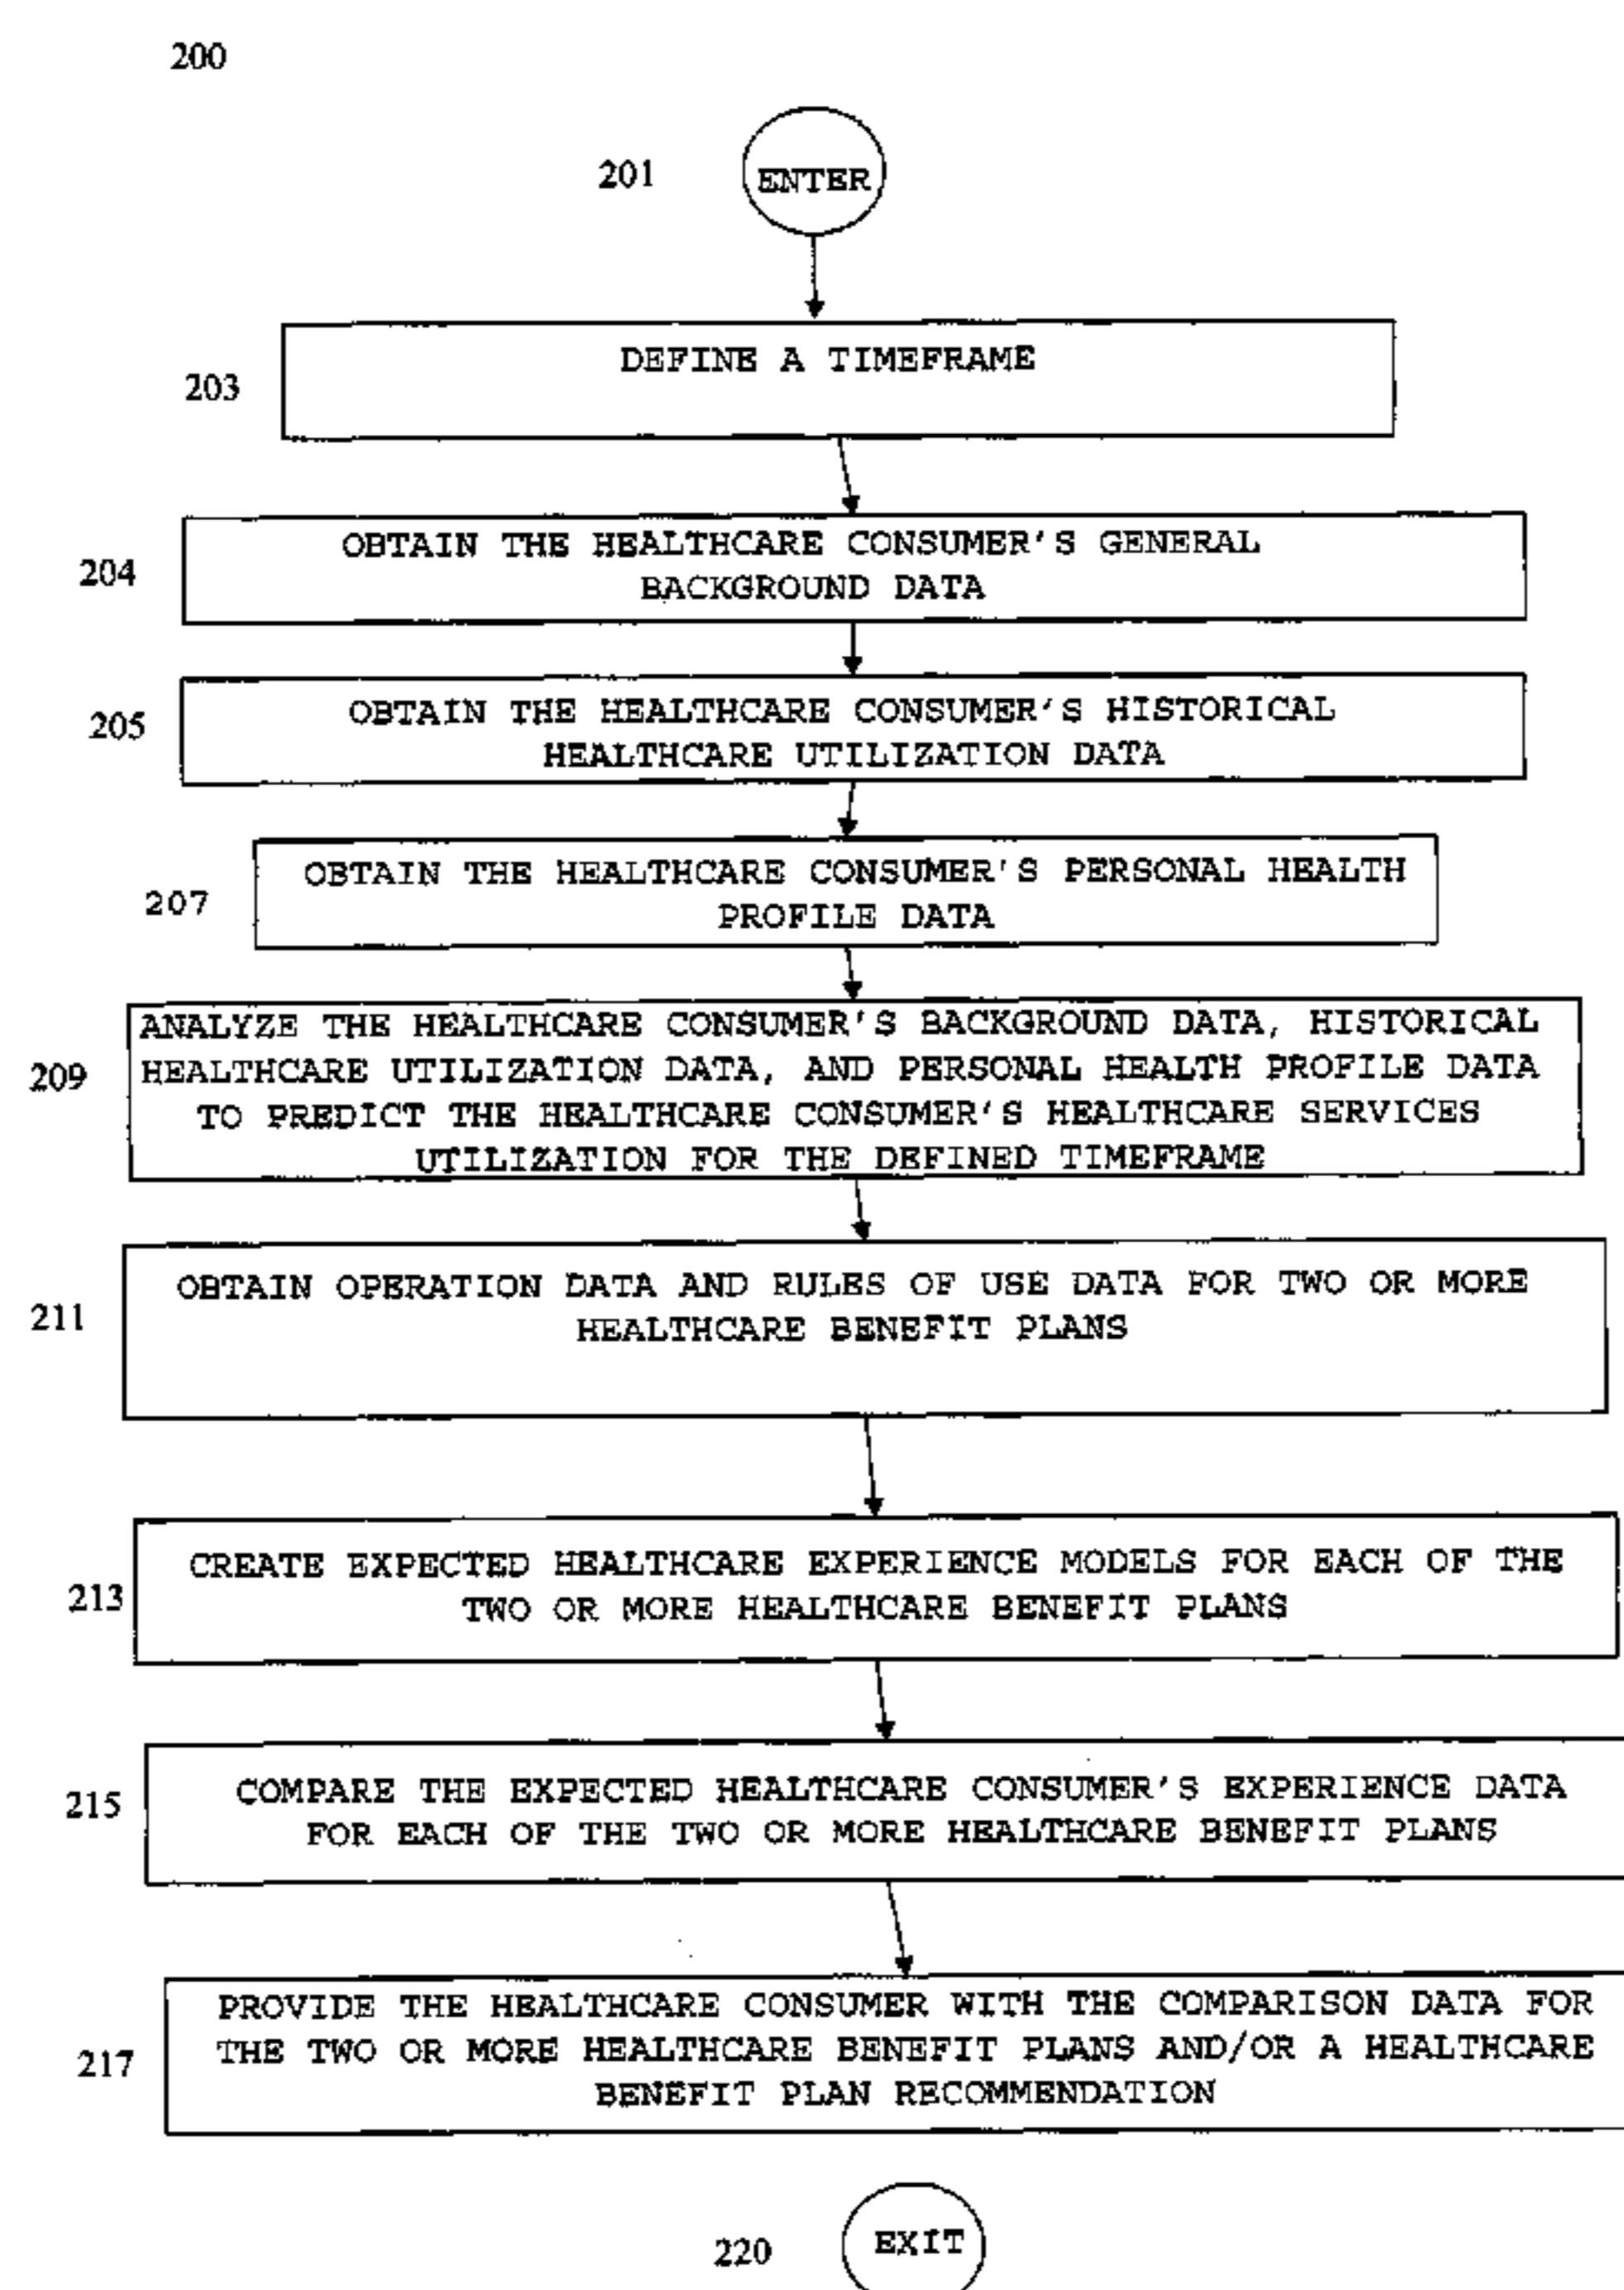 200
201
ENTER
203
DEFINE A TIMEFRAME
204
OBTAIN THE HEALTHCARE CONSUMER'S GENERAL
BACKGROUND DATA
205
OBTAIN THE HEALTHCARE CONSUMER'S HISTORICAL
HEALTHCARE UTILIZATION DATA
207
OBTAIN THE HEALTHCARE CONSUMER'S PERSONAL HEALTH
PROFILE DATA
209
ANALYZE THE HEALTHCARE CONSUMER'S BACKGROUND DATA, HISTORICAL
HEALTHCARE UTILIZATION DATA, AND PERSONAL HEALTH PROFILE DATA
TO PREDICT THE HEALTHCARE CONSUMER'S HEALTHCARE SERVICES
UTILIZATION FOR THE DEFINED TIMEFRAME
211
OBTAIN OPERATION DATA AND RULES OF USE DATA FOR TWO OR MORE
HEALTHCARE BENEFIT PLANS
213
CREATE EXPECTED HEALTHCARE EXPERIENCE MODELS FOR EACH OF THE
TWO OR MORE HEALTHCARE BENEFIT PLANS
215
COMPARE THE EXPECTED HEALTHCARE CONSUMER'S EXPERIENCE DATA
FOR EACH OF THE TWO OR MORE HEALTHCARE BENEFIT PLANS
217
PROVIDE THE HEALTHCARE CONSUMER WITH THE COMPARISON DATA FOR
THE TWO OR MORE HEALTHCARE BENEFIT PLANS AND/OR A HEALTHCARE
BENEFIT PLAN RECOMMENDATION
220
EXIT